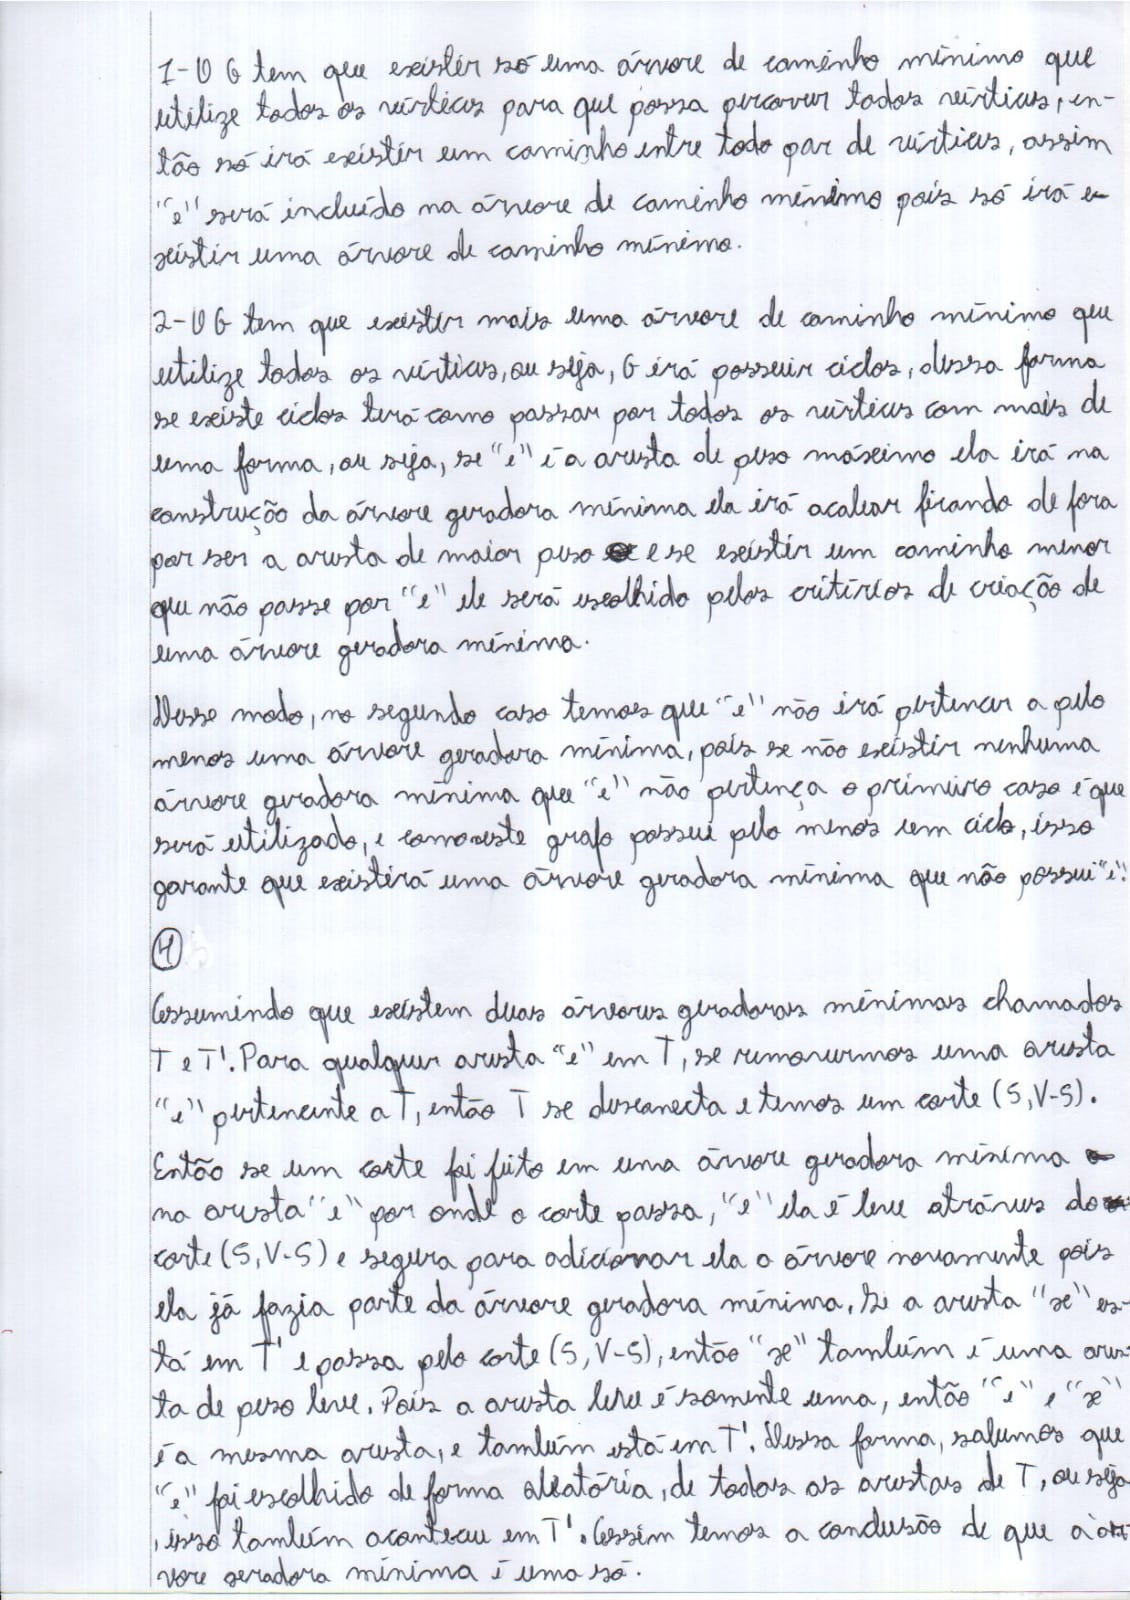 1-O G tem que existir só uma árvore de caminho mínimo que
utilize todos os vértices para que possa percorrer todos vértices, en-
tão só irá existir um caminho entre todo par de vértices, assim
"e" será incluído na árvore de caminho mínimo pois só irá e-
xistir uma árvore de caminho mínimo.
2-O G tem que existir mais uma árvore de caminho mínimo que
utilize todos os vértices, ou seja, G irá possuir ciclos, dessa forma
se existe ciclos terá como passar por todos os vértices com mais de
uma forma, ou seja, se "e" é a aresta de peso máximo ela irá na
construção da árvore geradora mínima ela irá acabar ficando de fora
por ser a aresta de maior peso e se existir um caminho menor
que não passe por "e" ele será escolhido pelos critérios de criação de
uma árvore geradora mínima.
Desse modo, no segundo caso temos que "e" não irá pertencer a pelo
menos uma árvore geradora mínima, pois se não existir nenhuma
árvore geradora mínima que "e" não pertença o primeiro caso é que
será utilizado, e como este grafo possui pelo menos um ciclo, isso
garante que existirá uma árvore geradora mínima que não possui "e".
4
Assumindo que existem duas árvores geradoras mínimas chamados
T e T'. Para qualquer aresta "e" em T, se removermos uma aresta
"e" pertencente a T, então T se desconecta e temos um corte (S,V-S).
Então se um corte foi feito em uma árvore geradora mínima
na aresta "e" por onde o corte passa, "e" ela é leve atráves do
corte (S,V-S) e segura para adicionar ela a árvore novamente pois
ela já fazia parte da árvore geradora mínima. Se a aresta "x" es-
tá em T' e passa pelo corte (S,V-S), então "x" também é uma ares-
ta de peso leve. Pois a aresta leve é somente uma, então "e" e "x"
é a mesma aresta, e também está em T'. Dessa forma, sabemos que
"e" foi escolhido de forma aleatória, de todas as arestas de T, ou seja
, isso também aconteceu em T'. Assim temos a conclusão de que a ár
vore geradora mínima é uma só.